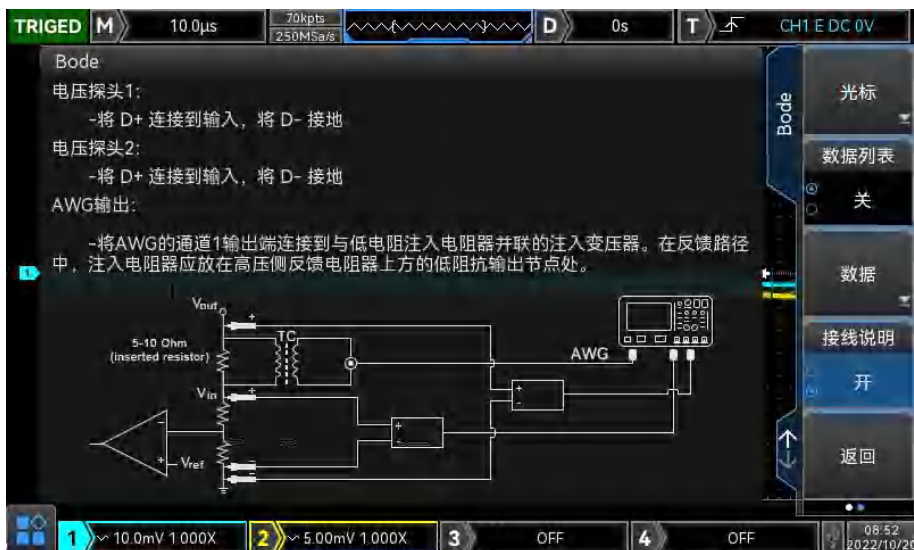 TRIGED M 10.0μs 70kpts D 0s T CH1 E DC 0V
250MSa/s
Bode
电压探头1:
-将 D+ 连接到输入，将 D- 接地
电压探头2:
-将 D+ 连接到输入，将 D- 接地
AWG输出:
-将AWG的通道1输出端连接到与低电阻注入电阻器并联的注入变压器。在反馈路径
中，注入电阻器应放在高压侧反馈电阻器上方的低阻抗输出节点处。
1
Vout
+
TC
5-10 Ohm
(inserted resistor)
AWG
Vin
+
+
-
+
-
-
+
Vref
-
-
Bode
光标
数据列表
关
数据
接线说明
开
返回
1 10.0mV 1.000X 2 5.00mV 1.000X 3 OFF 4 OFF
08:52
2022/10/20